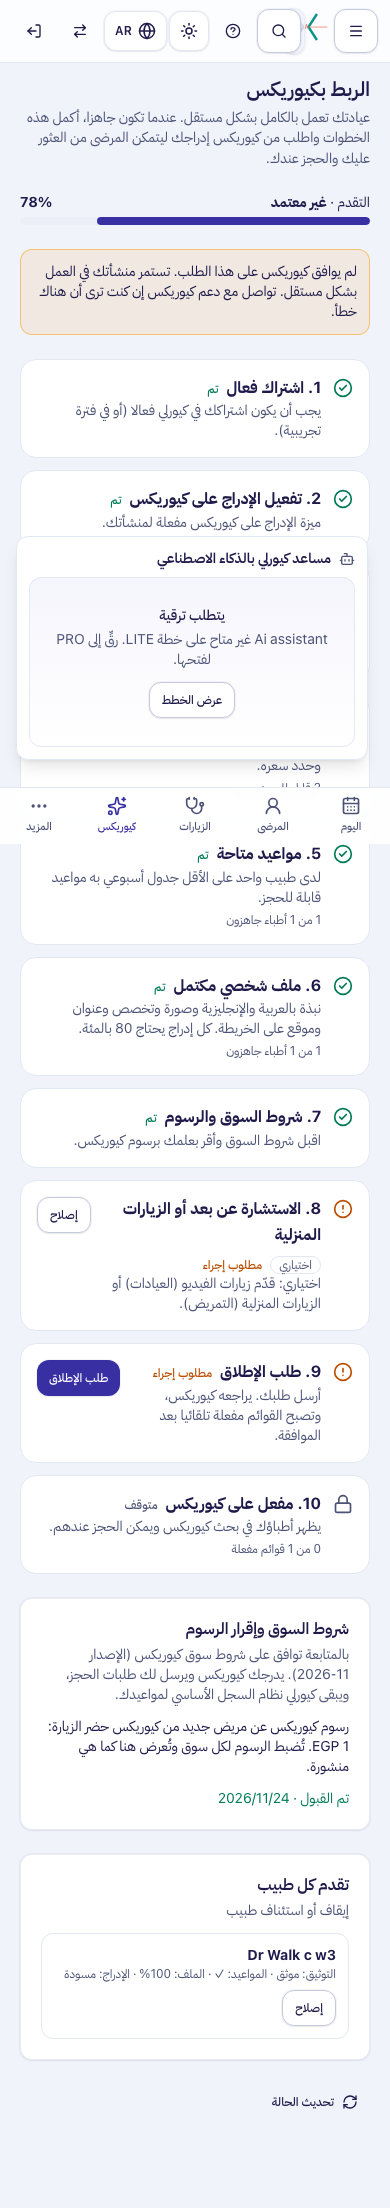 AR
الربط بكيوريكس
عيادتك تعمل بالكامل بشكل مستقل. عندما تكون جاهزا، أكمل هذه
الخطوات واطلب من كيوريكس إدراجك ليتمكن المرضى من العثور
عليك والحجز عندك.
التقدم · غير معتمد
78%
لم يوافق كيوريكس على هذا الطلب. تستمر منشأتك في العمل
بشكل مستقل. تواصل مع دعم كيوريكس إن كنت ترى أن هناك
خطأ.
1. اشتراك فعال تم
يجب أن يكون اشتراكك في كيورلي فعالا (أو في فترة
تجريبية).
2. تفعيل الإدراج على كيوريكس تم
ميزة الإدراج على كيوريكس مفعلة لمنشأتك.
مساعد كيورلي بالذكاء الاصطناعي
يتطلب ترقية
Ai assistant غير متاح على خطة LITE. رقِّ إلى PRO
لفتحها.
عرض الخطط
وحدد سعره.
اليوم
المرضى
الزيارات
كيوريكس
المزيد
5. مواعيد متاحة تم
لدى طبيب واحد على الأقل جدول أسبوعي به مواعيد
قابلة للحجز.
1 من 1 أطباء جاهزون
6. ملف شخصي مكتمل تم
نبذة بالعربية والإنجليزية وصورة وتخصص وعنوان
وموقع على الخريطة. كل إدراج يحتاج 80 بالمئة.
1 من 1 أطباء جاهزون
7. شروط السوق والرسوم تم
اقبل شروط السوق وأقر بعلمك برسوم كيوريكس.
8. الاستشارة عن بعد أو الزيارات
المنزلية
اختياري مطلوب إجراء
اختياري: قدّم زيارات الفيديو (العيادات) أو
الزيارات المنزلية (التمريض).
إصلاح
9. طلب الإطلاق مطلوب إجراء
أرسل طلبك. يراجعه كيوريكس،
وتصبح القوائم مفعلة تلقائيا بعد
الموافقة.
طلب الإطلاق
10. مفعل على كيوريكس متوقف
يظهر أطباؤك في بحث كيوريكس ويمكن الحجز عندهم.
0 من 1 قوائم مفعلة
شروط السوق وإقرار الرسوم
بالمتابعة توافق على شروط سوق كيوريكس (الإصدار
2026-11). يدرجك كيوريكس ويرسل لك طلبات الحجز،
ويبقى كيورلي نظام السجل الأساسي لمواعيدك.
رسوم كيوريكس عن مريض جديد من كيوريكس حضر الزيارة:
EGP 1. تُضبط الرسوم لكل سوق وتُعرض هنا كما هي
منشورة.
تم القبول · 2026/11/24
تقدم كل طبيب
إيقاف أو استئناف طبيب
Dr Walk c w3
التوثيق: موثق · المواعيد: ✓ · الملف: 100% · الإدراج: مسودة
إصلاح
تحديث الحالة